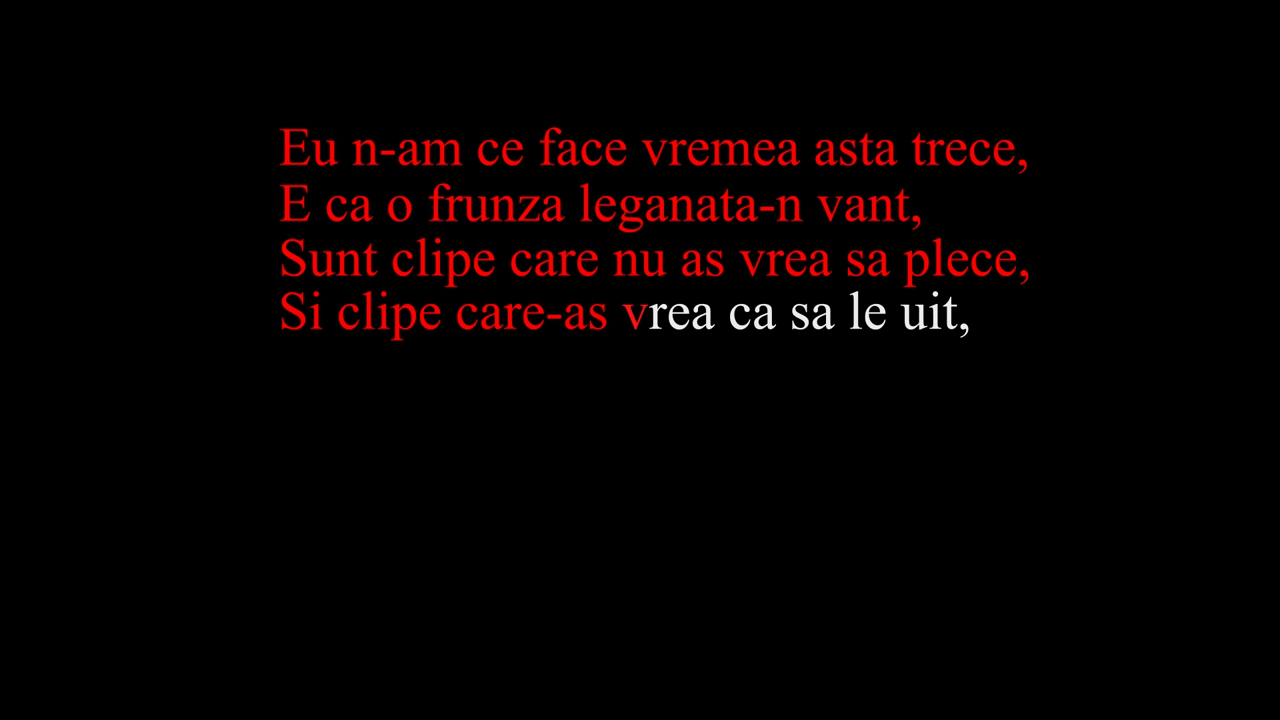 Eu n-am ce face vremea asta trece,
E ca o frunza leganata-n vant,
Sunt clipe care nu as vrea sa plece,
Si clipe care-as vrea ca sa le uit,